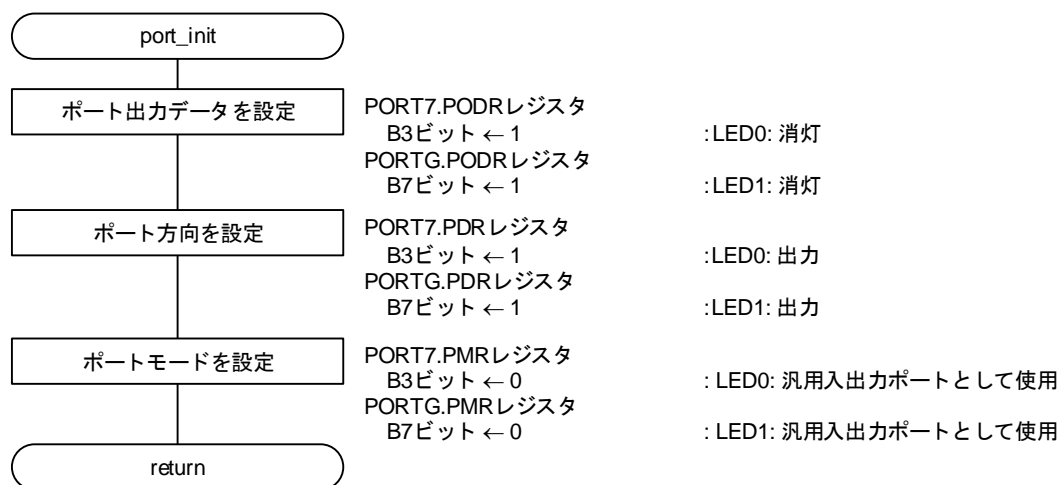 port_init
ポート出力データを設定
PORT7.PODRレジスタ
B3ビット ← 1 :LED0: 消灯
PORTG.PODRレジスタ
B7ビット ← 1 :LED1: 消灯
ポート方向を設定
PORT7.PDRレジスタ
B3ビット ← 1 :LED0: 出力
PORTG.PDRレジスタ
B7ビット ← 1 :LED1: 出力
ポートモードを設定
PORT7.PMRレジスタ
B3ビット ← 0 : LED0: 汎用入出力ポートとして使用
PORTG.PMRレジスタ
B7ビット ← 0 : LED1: 汎用入出力ポートとして使用
return